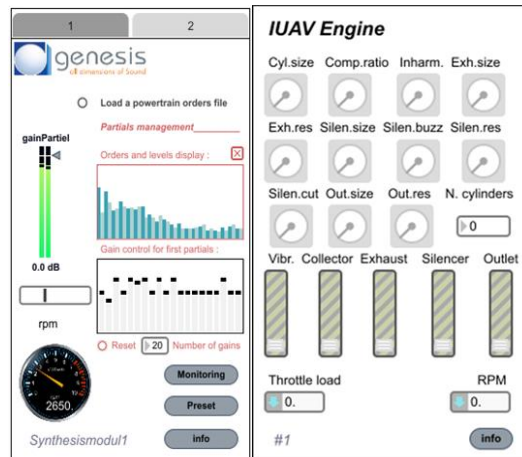 1 2
genesis
all dimensions of Sound
Load a powertrain orders file
Partials management
gainPartiel
Orders and levels display :
0.0 dB
Gain control for first partials :
rpm
Reset 20 Number of gains
Monitoring
2650.
Preset
Synthesismodul1 info
IUAV Engine
Cyl.size Comp.ratio Inharm. Exh.size
Exh.res Silen.size Silen.buzz Silen.res
Silen.cut Out.size Out.res N. cylinders
0
Vibr. Collector Exhaust Silencer Outlet
Throttle load RPM
0. 0.
#1 info